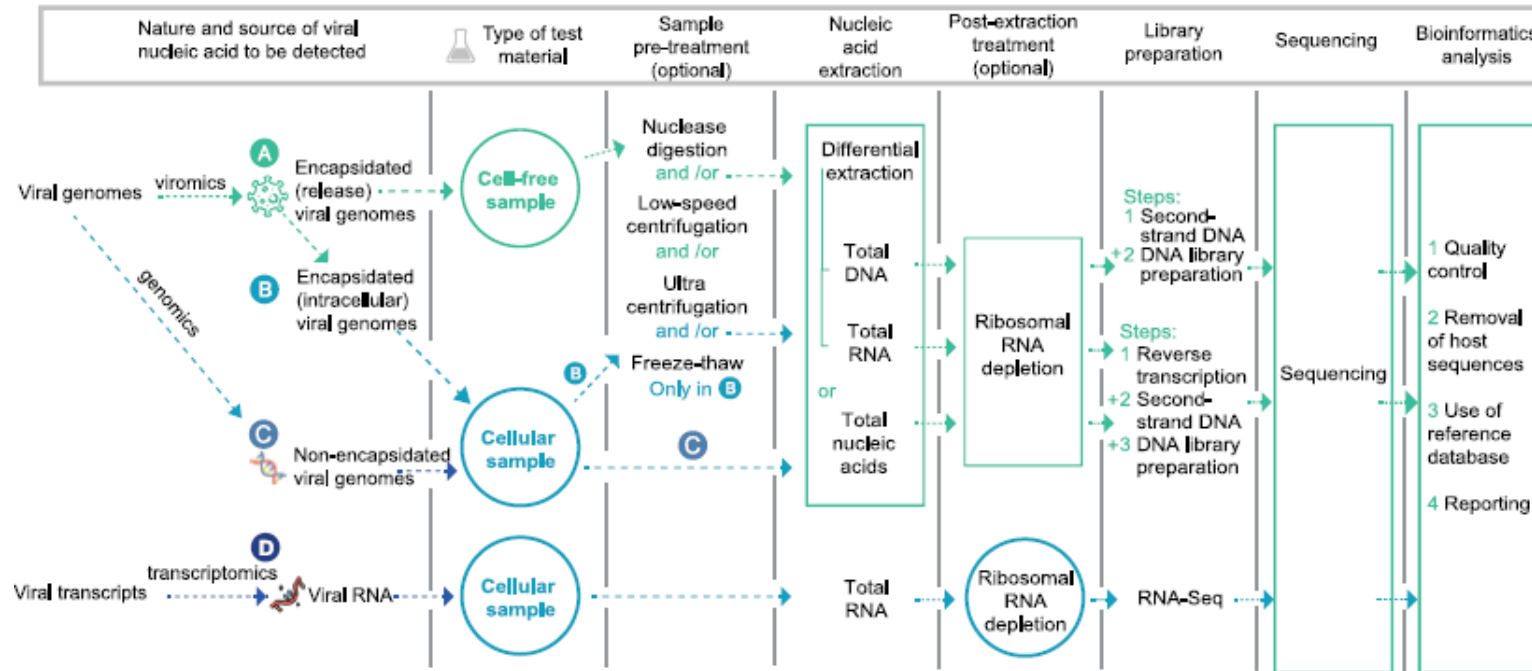 Nature and source of viral
nucleic acid to be detected
Type of test
material
Sample
pre-treatment
(optional)
Nucleic
acid
extraction
Post-extraction
treatment
(optional)
Library
preparation
Sequencing
Bioinformatics
analysis
Viral genomes
viromics
A
Encapsidated
(release)
viral genomes
B
Encapsidated
(intracellular)
viral genomes
genomics
C
Non-encapsidated
viral genomes
D
Viral transcripts
transcriptomics
Viral RNA
Cell-free
sample
Cellular
sample
Cellular
sample
Nuclease
digestion
and /or
Low-speed
centrifugation
and /or
Ultra
centrifugation
and /or
B
Freeze-thaw
Only in B
C
Differential
extraction
Total
DNA
Total
RNA
or
Total
nucleic
acids
Total
RNA
Ribosomal
RNA
depletion
Ribosomal
RNA
depletion
Steps:
1 Second-
strand DNA
+2 DNA library
preparation
Steps:
1 Reverse
transcription
+2 Second-
strand DNA
+3 DNA library
preparation
RNA-Seq
Sequencing
1 Quality
control
2 Removal
of host
sequences
3 Use of
reference
database
4 Reporting